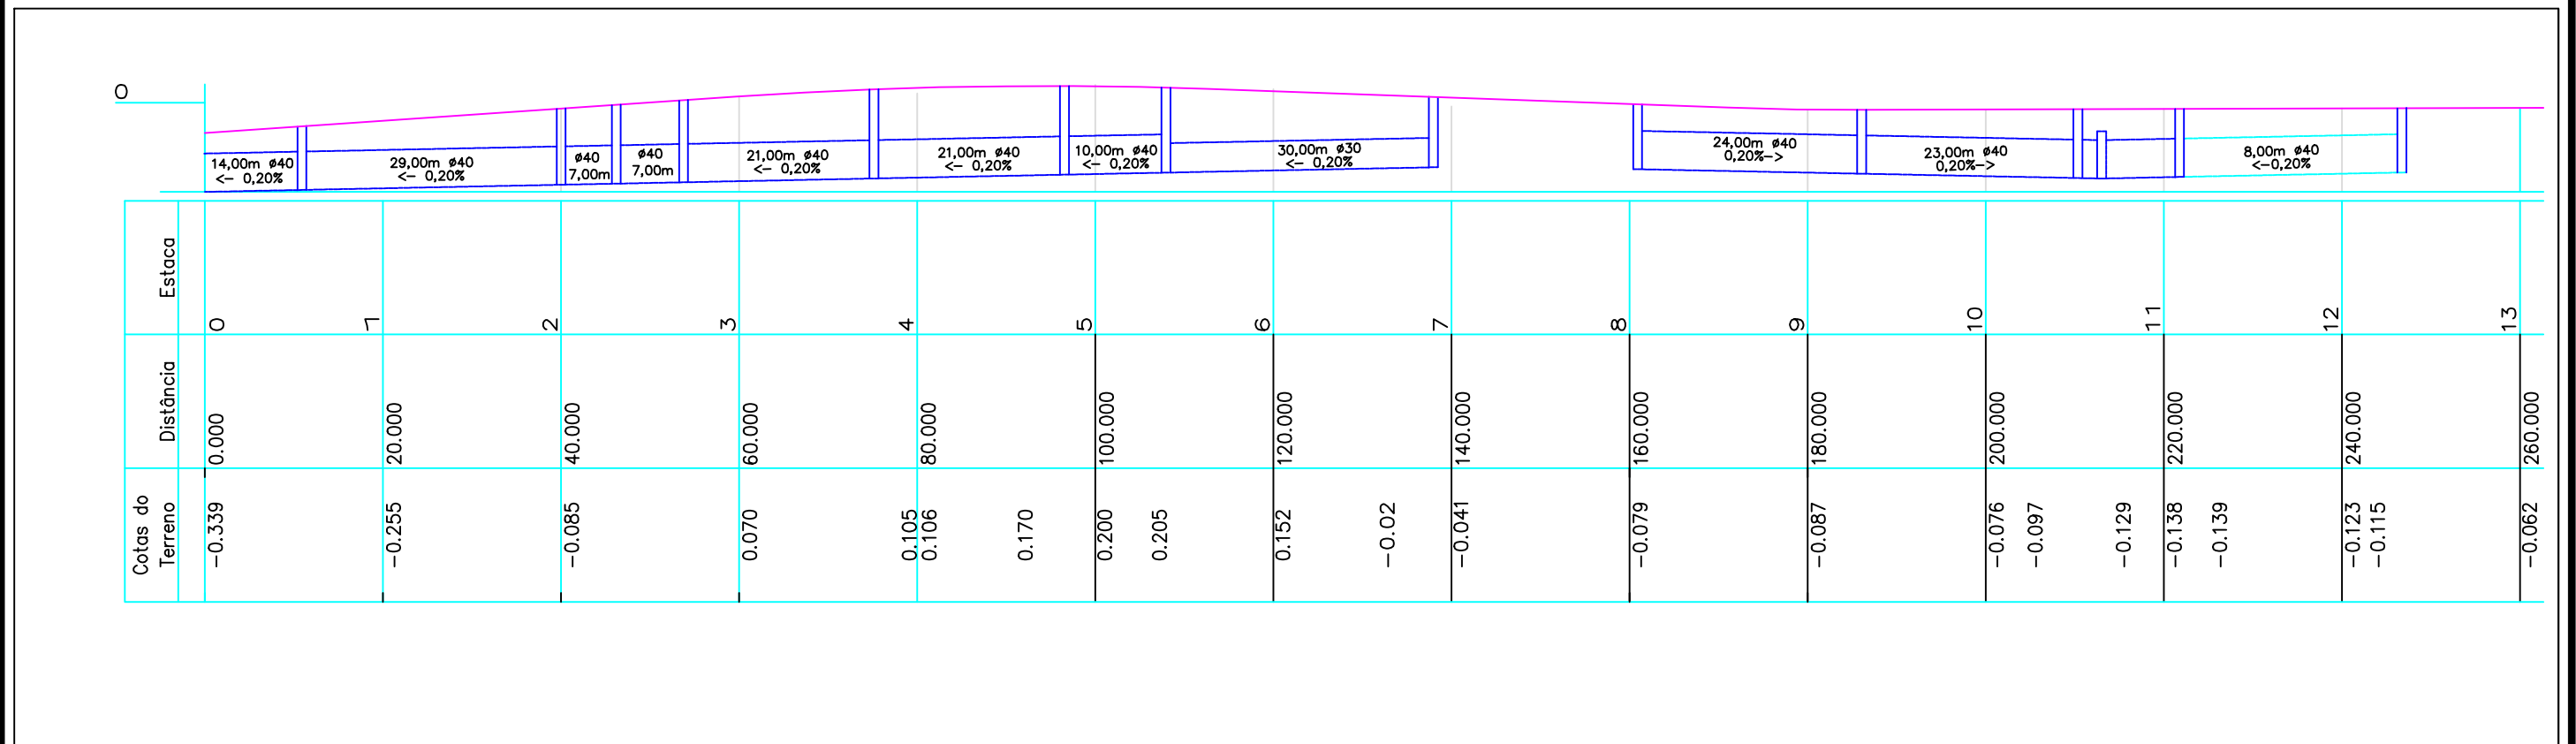 0
14,00m ø40
<- 0,20%
29,00m ø40
<- 0,20%
ø40
7,00m
ø40
7,00m
21,00m ø40
<- 0,20%
21,00m ø40
<- 0,20%
10,00m ø40
<- 0,20%
30,00m ø30
<- 0,20%
24,00m ø40
0,20%->
23,00m ø40
0,20%->
8,00m ø40
<-0,20%
Estaca
0 1 2 3 4 5 6 7 8 9 10 11 12 13
Distância
0.000 20.000 40.000 60.000 80.000 100.000 120.000 140.000 160.000 180.000 200.000 220.000 240.000 260.000
Cotas do
Terreno
-0.339 -0.255 -0.085 0.070 0.105 0.106 0.170 0.200 0.205 0.152 -0.02 -0.041 -0.079 -0.087 -0.076 -0.097 -0.129 -0.138 -0.139 -0.123 -0.115 -0.062